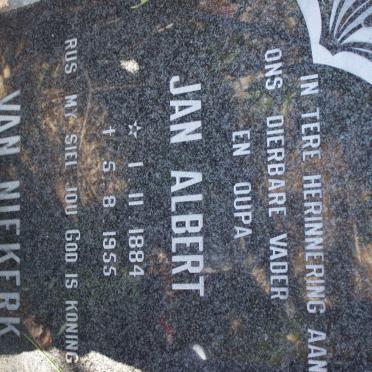 IN TERE HERINNERING AAN
ONS DIERBARE VADER
EN OUPA
JAN ALBERT
☆ 1 11 1884
✝ 5.8 1955
RUS MY SIEL JOU GOD IS KONING
VAN NIEKERK